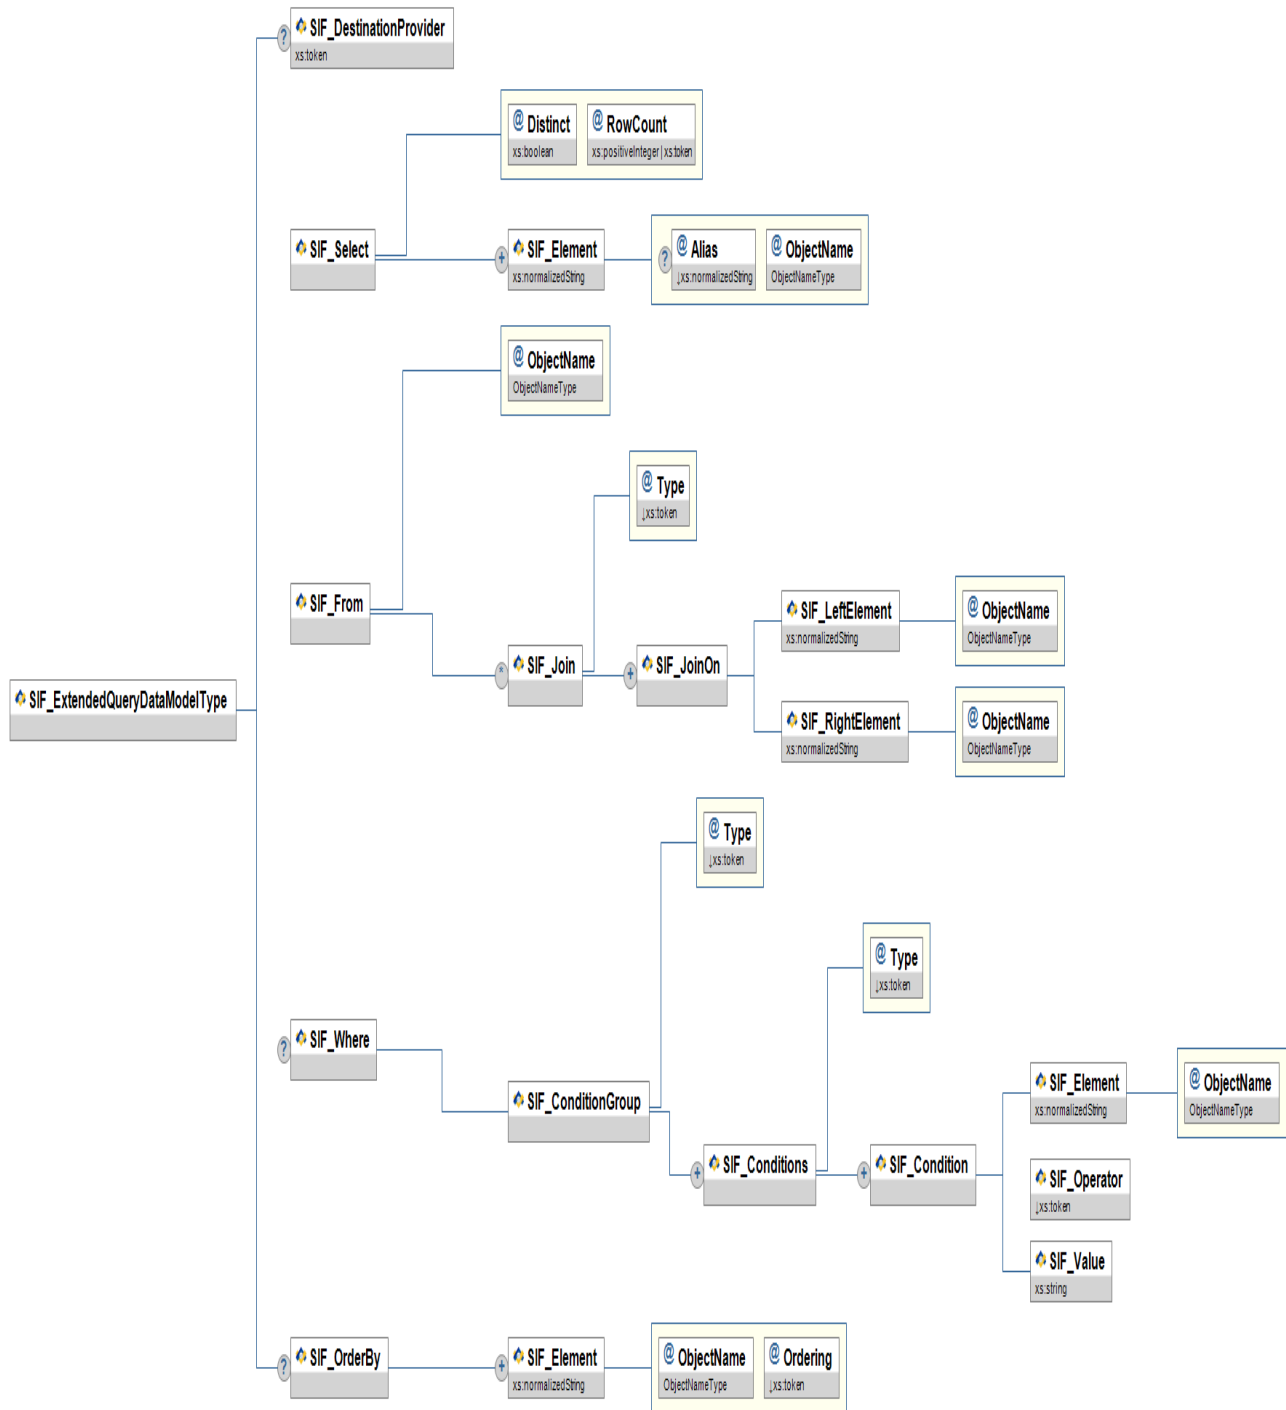 SIF_DestinationProvider
xs:token
@ Distinct
xs:boolean
@ RowCount
xs:positiveInteger | xs:token
SIF_Select
SIF_Element
xs:normalizedString
@ Alias
↓xs:normalizedString
@ ObjectName
ObjectNameType
@ ObjectName
ObjectNameType
@ Type
↓xs:token
SIF_From
SIF_Join
SIF_JoinOn
SIF_LeftElement
xs:normalizedString
@ ObjectName
ObjectNameType
SIF_RightElement
xs:normalizedString
@ ObjectName
ObjectNameType
SIF_ExtendedQueryDataModelType
@ Type
↓xs:token
@ Type
↓xs:token
SIF_Where
SIF_ConditionGroup
SIF_Conditions
SIF_Condition
SIF_Element
xs:normalizedString
@ ObjectName
ObjectNameType
SIF_Operator
↓xs:token
SIF_Value
xs:string
SIF_OrderBy
SIF_Element
xs:normalizedString
@ ObjectName
ObjectNameType
@ Ordering
↓xs:token